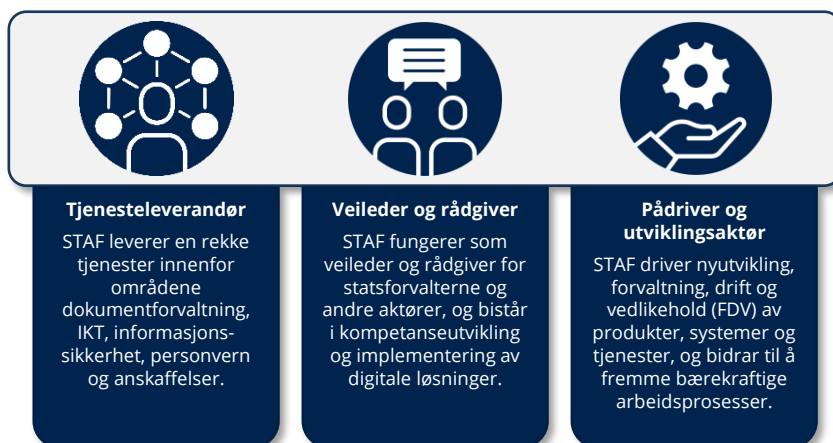 Tjenesteleverandør
STAF leverer en rekke
tjenester innenfor
områdene
dokumentforvaltning,
IKT, informasjons-
sikkerhet, personvern
og anskaffelser.
Veileder og rådgiver
STAF fungerer som
veileder og rådgiver for
statsforvalterne og
andre aktører, og bistår
i kompetanseutvikling
og implementering av
digitale løsninger.
Pådriver og
utviklingsaktør
STAF driver nyutvikling,
forvaltning, drift og
vedlikehold (FDV) av
produkter, systemer og
tjenester, og bidrar til å
fremme bærekraftige
arbeidsprosesser.